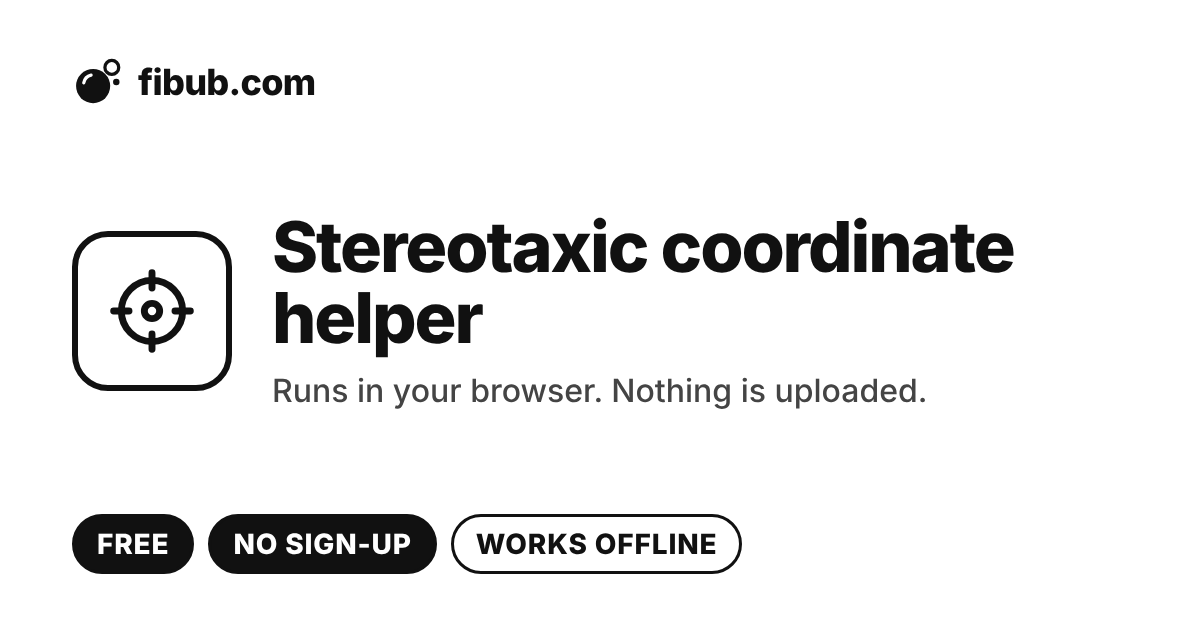 fibub.com
Stereotaxic coordinate
helper
Runs in your browser. Nothing is uploaded.
FREE
NO SIGN-UP
WORKS OFFLINE